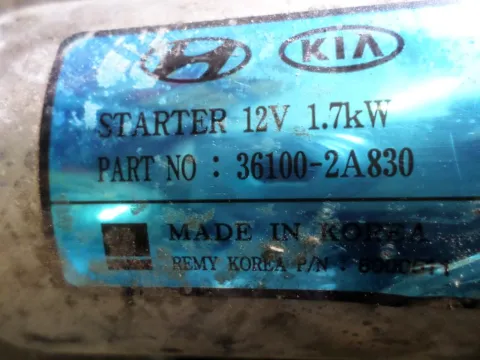 KIA
STARTER 12V 1.7kW
PART NO : 36100-2A830
MADE IN KOREA
REMY KOREA P/N :